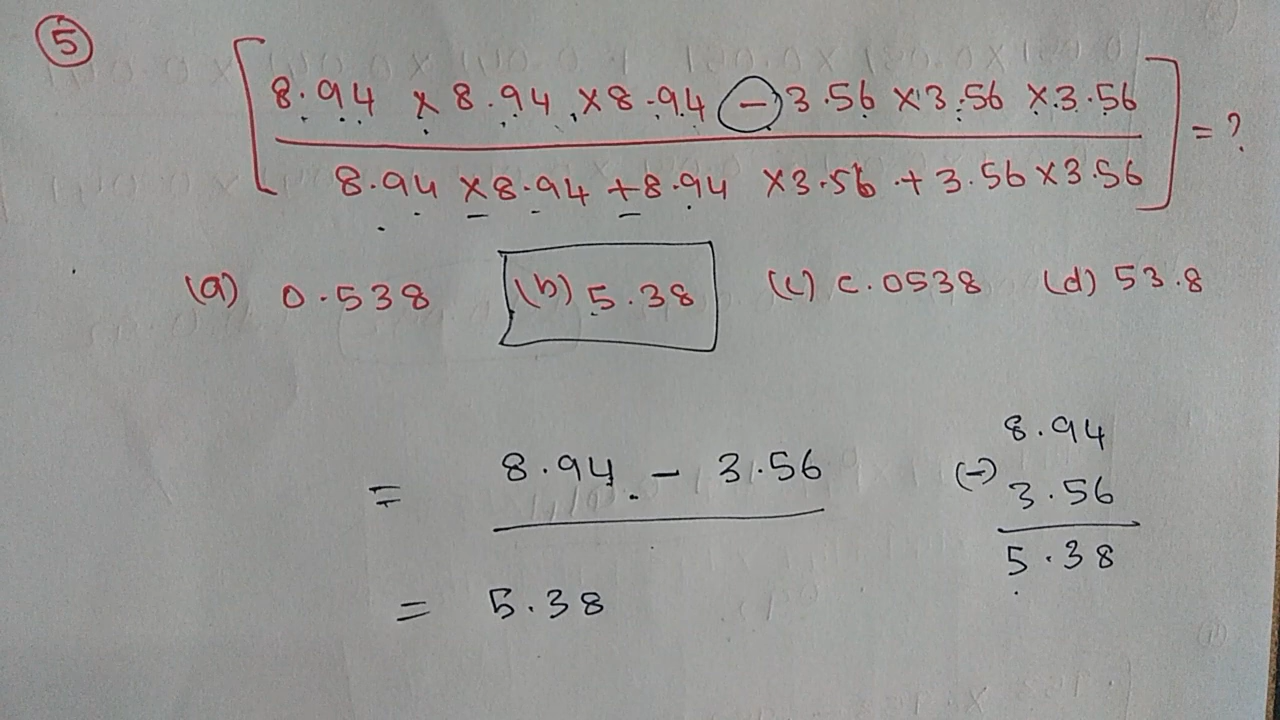 5
[ 8.94 × 8.94 × 8.94 − 3.56 × 3.56 × 3.56
8.94 × 8.94 + 8.94 × 3.56 + 3.56 × 3.56 ] = ?
(a) 0.538 (b) 5.38 (c) c.0538 (d) 53.8
= 8.94 − 3.56
= 5.38
8.94
(−) 3.56
5.38